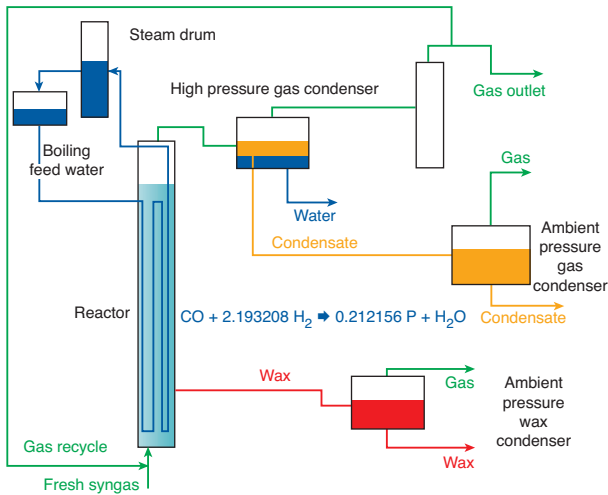 Steam drum
High pressure gas condenser
Gas outlet
Boiling
feed water
Gas
Water
Condensate
Ambient
pressure
gas
condenser
Condensate
Reactor
CO + 2.193208 H₂ ➡ 0.212156 P + H₂O
Wax
Gas
Ambient
pressure
wax
condenser
Wax
Gas recycle
Fresh syngas